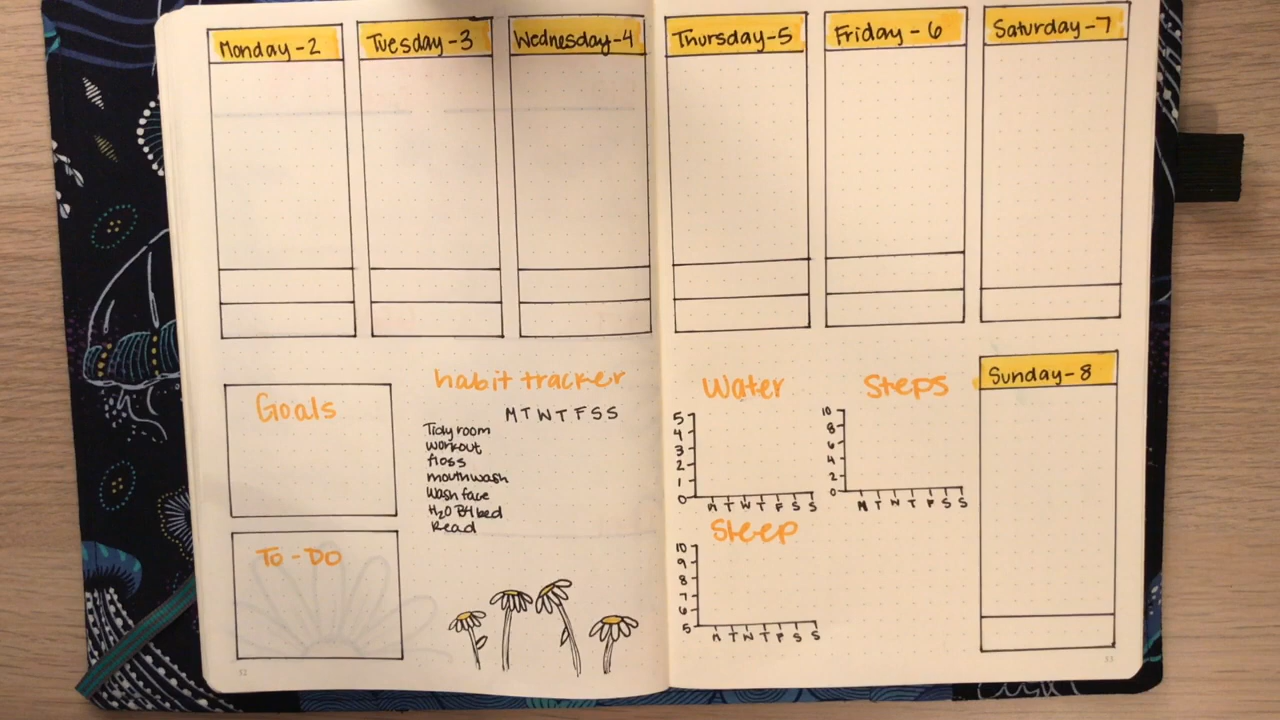 Monday-2
Tuesday-3
Wednesday-4
Thursday-5
Friday-6
Saturday-7
Goals
To-Do
habit tracker
M T W T F S S
Tidy room
workout
floss
mouthwash
Wash face
H2O B4 bed
Read
Water
5
4
3
2
1
0
M T W T F S S
Steps
10
8
6
4
2
0
M T W T F S S
Sleep
10
9
8
7
6
5
M T W T F S S
Sunday-8
52
53